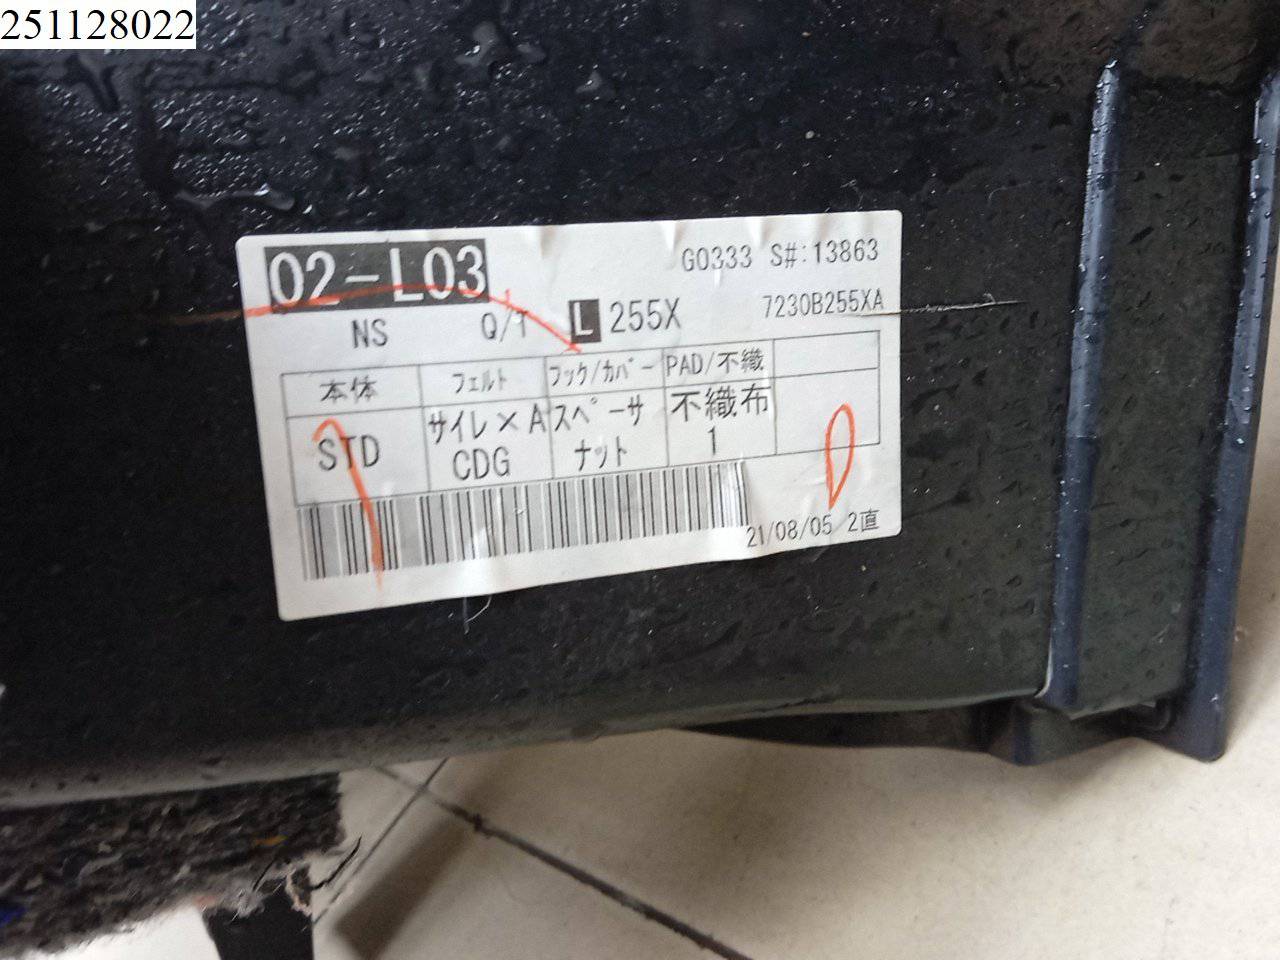 251128022
02-L03
G0333 S#:13863
NS Q/T L 255X 7230B255XA
本体 フェルト フック/カバー PAD/不織
STD サイレ×A スペーサ 不織布
CDG ナット 1
21/08/05 2直